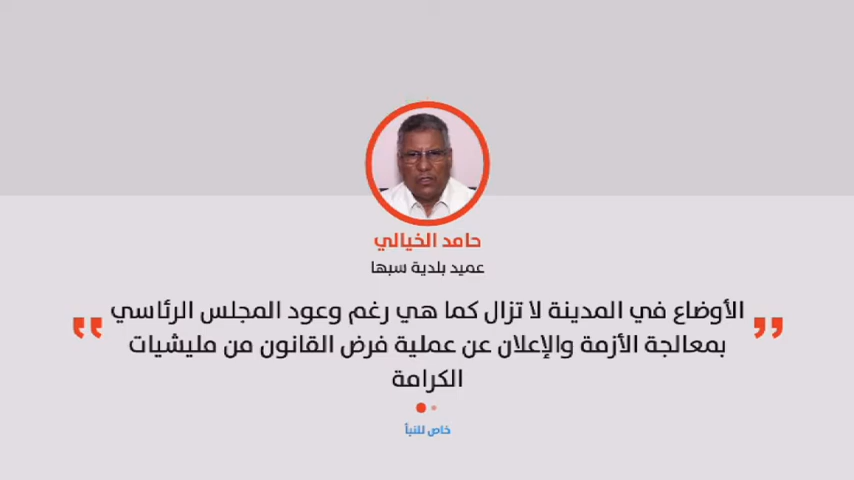 حامد الخيالي
عميد بلدية سبها
الأوضاع في المدينة لا تزال كما هي رغم وعود المجلس الرئاسي
بمعالجة الأزمة والإعلان عن عملية فرض القانون من مليشيات
الكرامة
خاص للنبأ